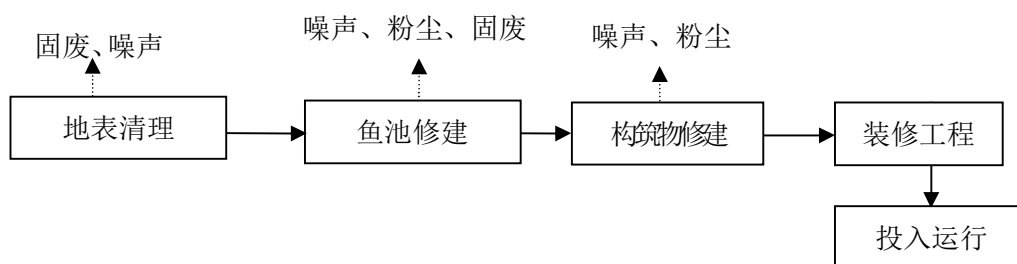 固废、噪声
噪声、粉尘、固废
噪声、粉尘
地表清理
鱼池修建
构筑物修建
装修工程
投入运行